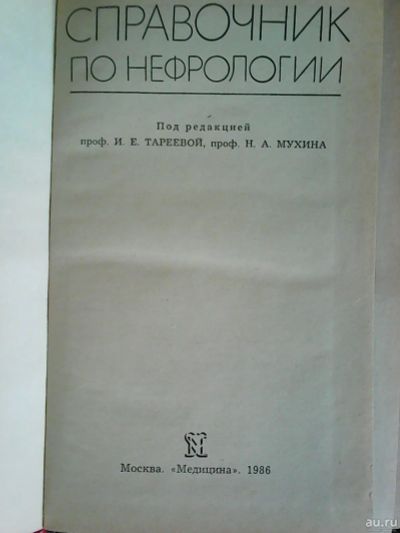 СПРАВОЧНИК
ПО НЕФРОЛОГИИ
Под редакцией
проф. И. Е. ТАРЕЕВОЙ, проф. Н. А. МУХИНА
Москва. «Медицина». 1986
au.ru